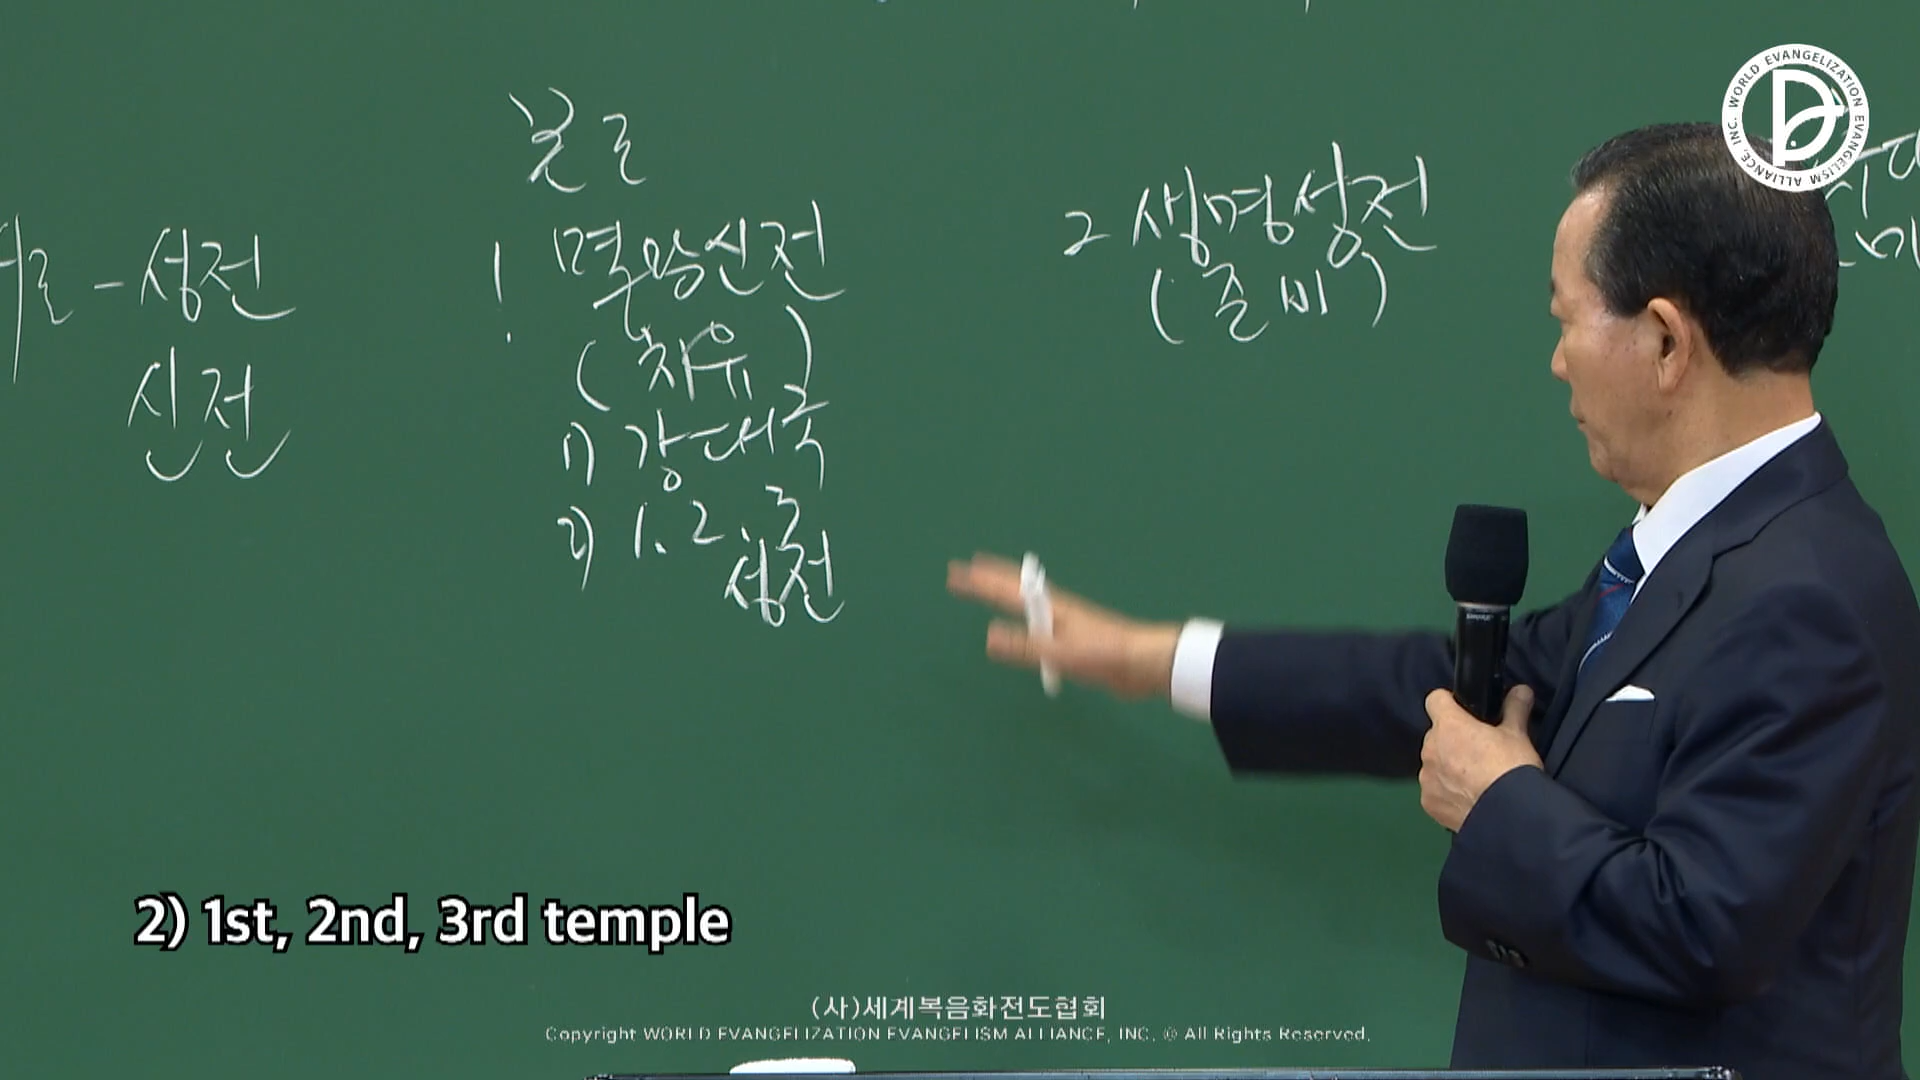 본론
서론 - 성전
신전
1 멸망신전
(치유)
1) 강대국
2) 1. 2. 3
성전
2 생명성전
(준비)
2) 1st, 2nd, 3rd temple
WORLD EVANGELIZATION EVANGELISM ALLIANCE, INC.
(사)세계복음화전도협회
Copyright WORLD EVANGELIZATION EVANGELISM ALLIANCE, INC. © All Rights Reserved.